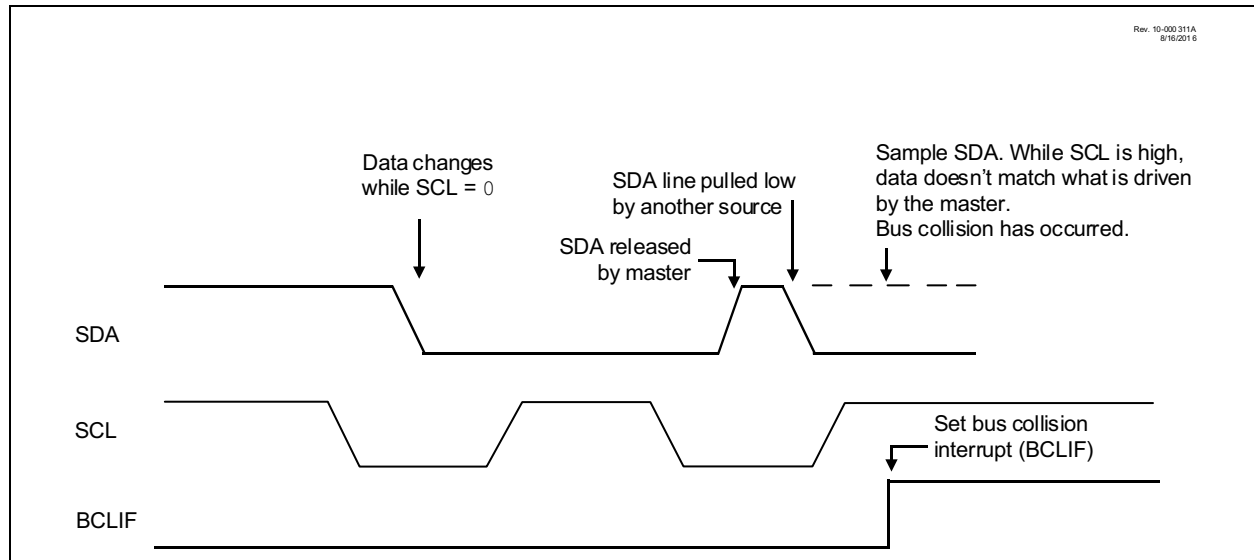 Rev. 10-000311A
8/16/2016
Data changes
while SCL = 0
SDA line pulled low
by another source
SDA released
by master
Sample SDA. While SCL is high,
data doesn't match what is driven
by the master.
Bus collision has occurred.
SDA
SCL
Set bus collision
interrupt (BCLIF)
BCLIF